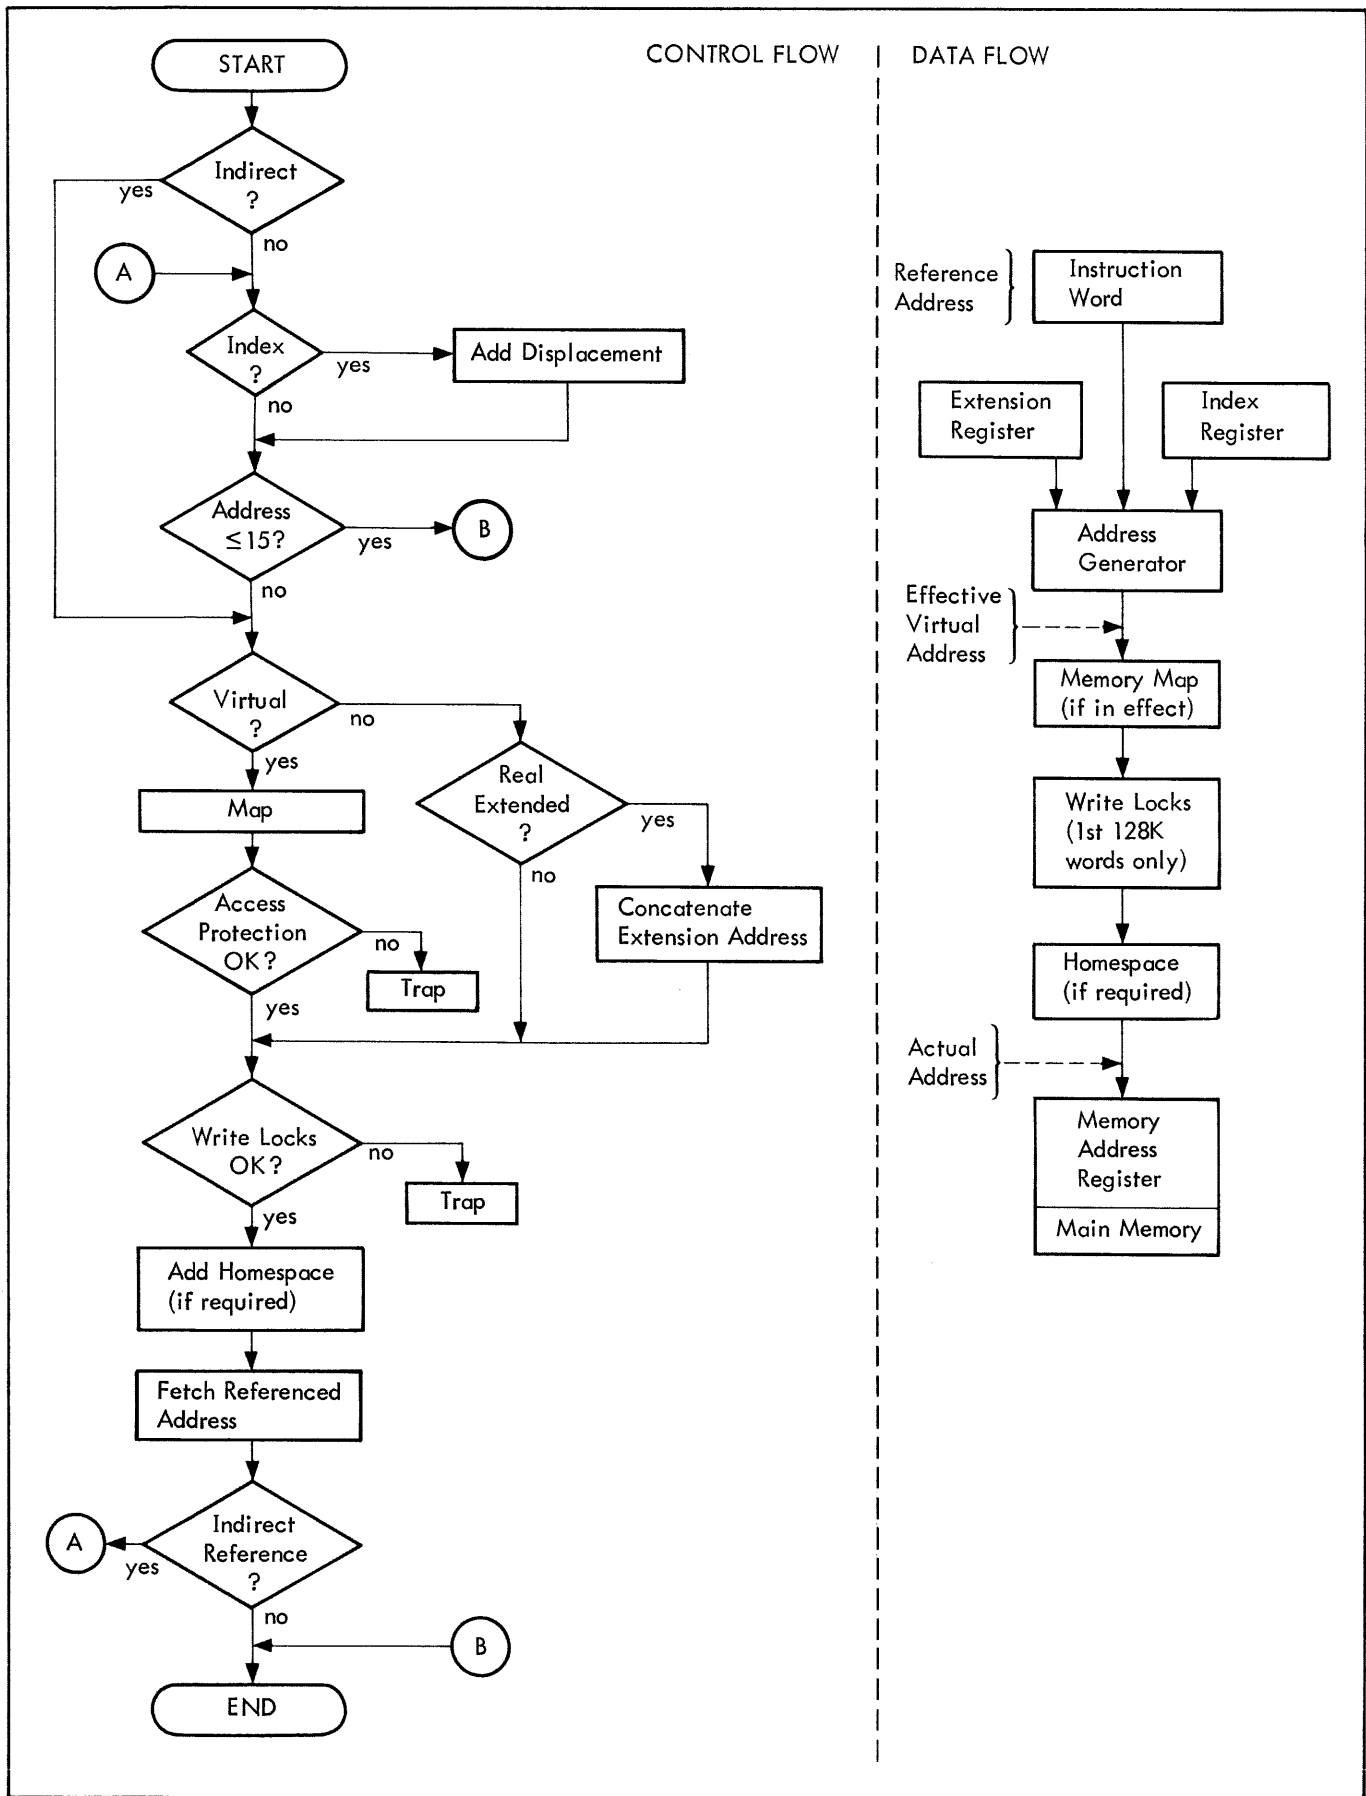 CONTROL FLOW
DATA FLOW
START
Indirect
?
yes
no
A
Index
?
yes
Add Displacement
no
Address
≤15?
yes
B
no
Virtual
?
no
yes
Map
Real
Extended
?
yes
no
Concatenate
Extension Address
Access
Protection
OK?
no
Trap
yes
Write Locks
OK?
no
Trap
yes
Add Homespace
(if required)
Fetch Referenced
Address
Indirect
Reference
?
A
yes
no
B
END
Reference
Address
Instruction
Word
Extension
Register
Index
Register
Address
Generator
Effective
Virtual
Address
Memory Map
(if in effect)
Write Locks
(1st 128K
words only)
Homespace
(if required)
Actual
Address
Memory
Address
Register
Main Memory